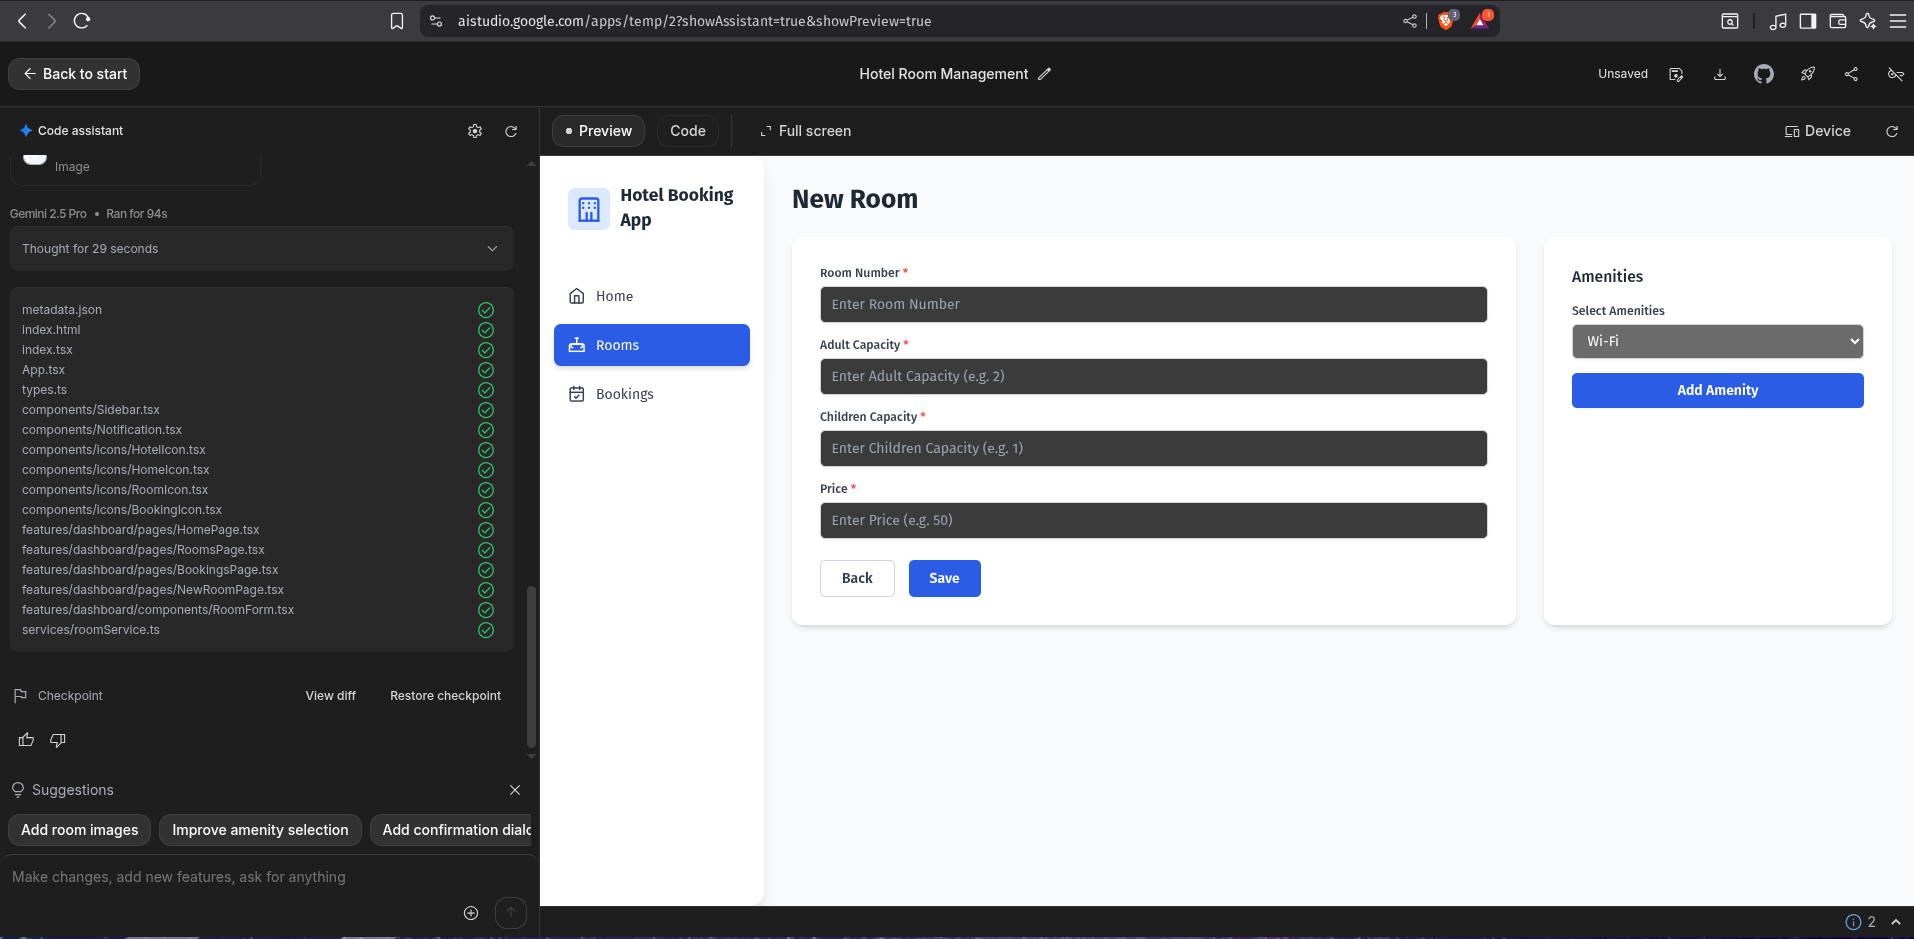 aistudio.google.com/apps/temp/2?showAssistant=true&showPreview=true
3
1
Back to start
Hotel Room Management
Unsaved
Code assistant
Preview
Code
Full screen
Device
Image
Gemini 2.5 Pro • Ran for 94s
Thought for 29 seconds
metadata.json
index.html
index.tsx
App.tsx
types.ts
components/Sidebar.tsx
components/Notification.tsx
components/icons/HotelIcon.tsx
components/icons/HomeIcon.tsx
components/icons/RoomIcon.tsx
components/icons/BookingIcon.tsx
features/dashboard/pages/HomePage.tsx
features/dashboard/pages/RoomsPage.tsx
features/dashboard/pages/BookingsPage.tsx
features/dashboard/pages/NewRoomPage.tsx
features/dashboard/components/RoomForm.tsx
services/roomService.ts
Checkpoint
View diff
Restore checkpoint
Suggestions
Add room images
Improve amenity selection
Add confirmation dialo
Make changes, add new features, ask for anything
Hotel Booking
App
Home
Rooms
Bookings
New Room
Room Number *
Enter Room Number
Adult Capacity *
Enter Adult Capacity (e.g. 2)
Children Capacity *
Enter Children Capacity (e.g. 1)
Price *
Enter Price (e.g. 50)
Back
Save
Amenities
Select Amenities
Wi-Fi
Add Amenity
2